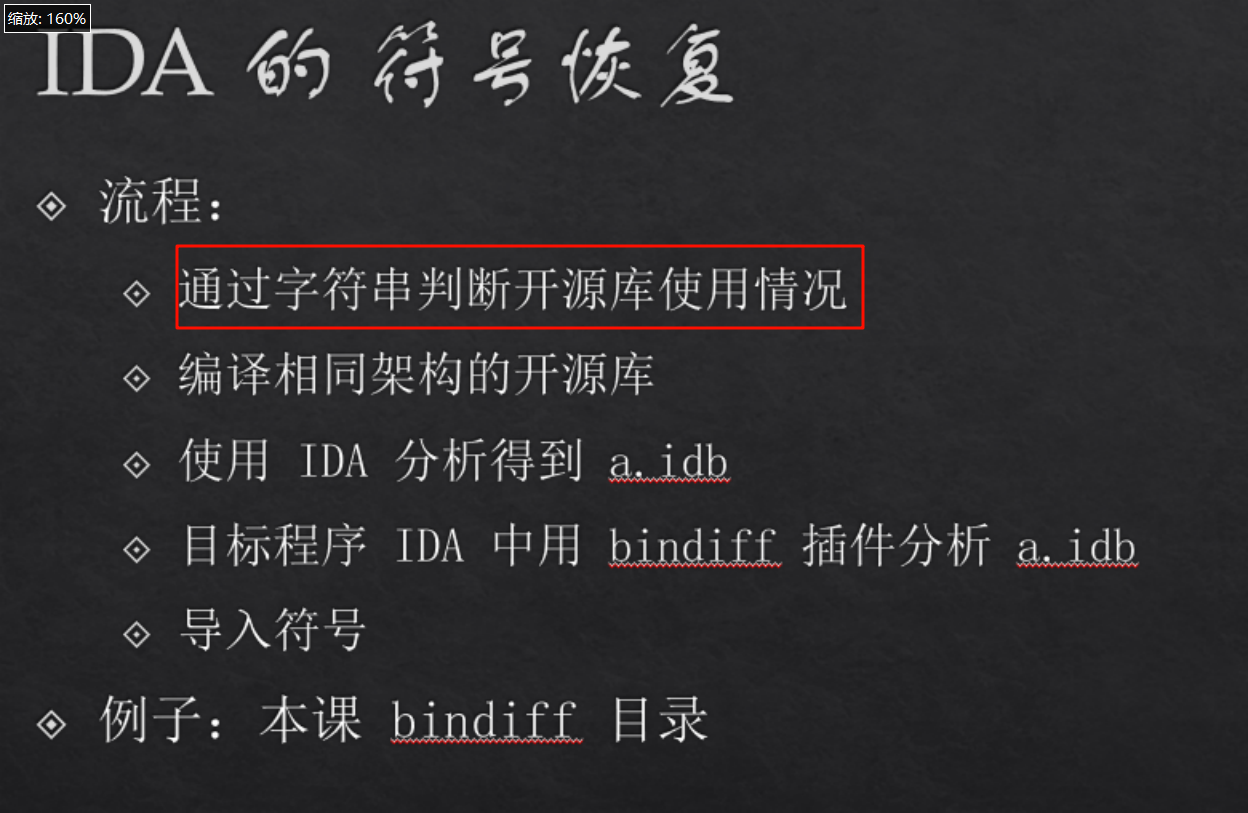 缩放: 160%
IDA 的 符号恢复
流程：
通过字符串判断开源库使用情况
编译相同架构的开源库
使用 IDA 分析得到 a.idb
目标程序 IDA 中用 bindiff 插件分析 a.idb
导入符号
例子：本课 bindiff 目录